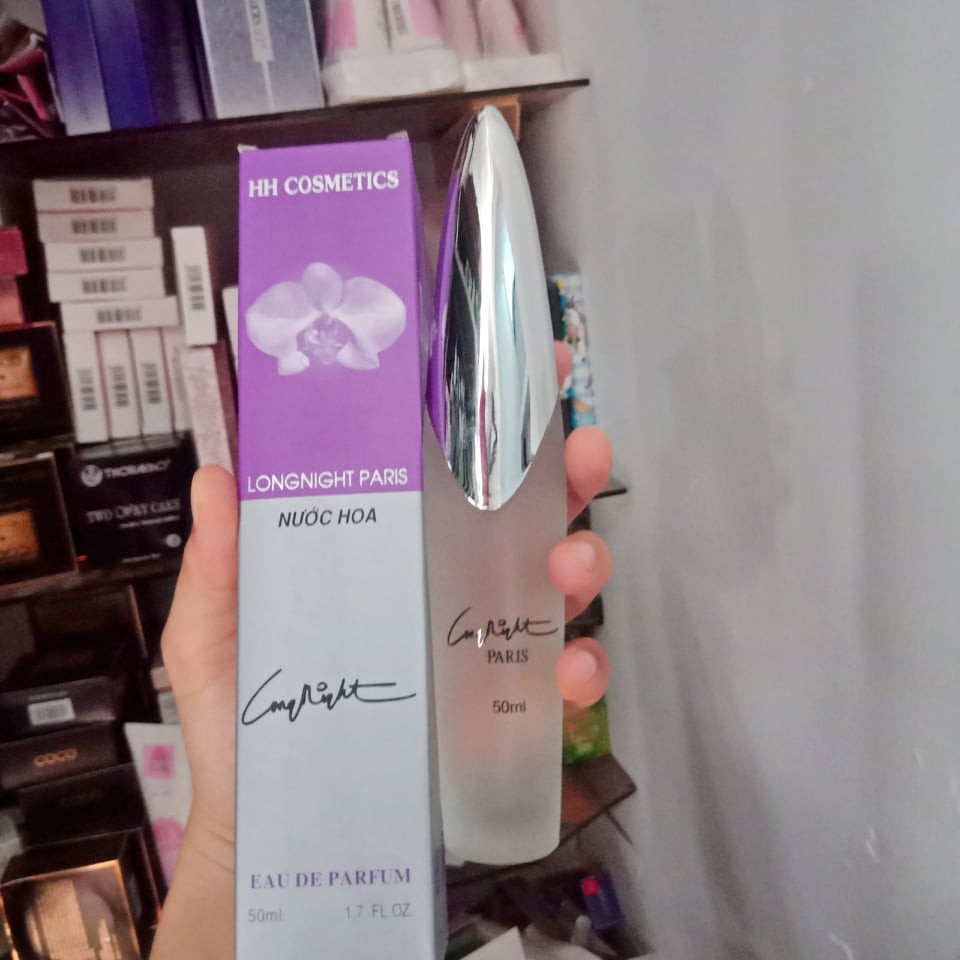 HH COSMETICS
LONGNIGHT PARIS
NƯỚC HOA
LongNight
EAU DE PARFUM
50ml. 1.7 FL.OZ.
LongNight
PARIS
50ml
THORAKAO
TWO WAY CAKE
COCO